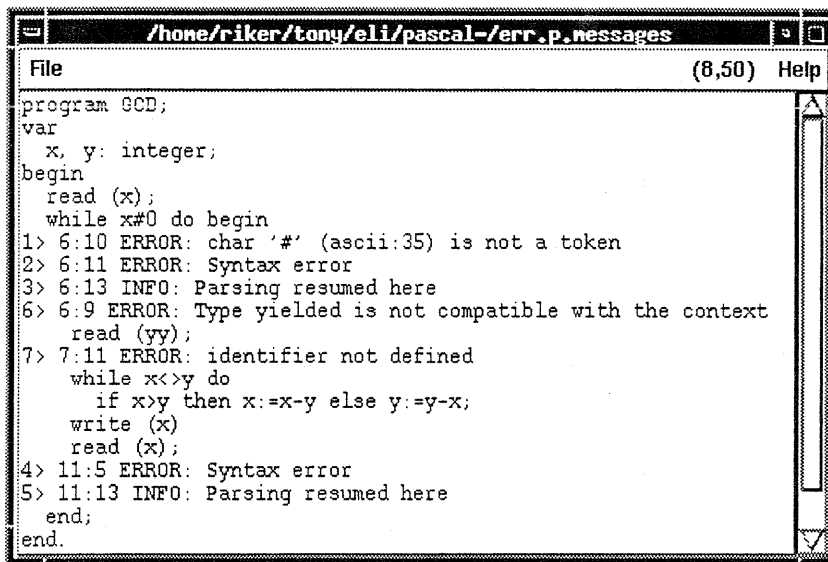 /home/riker/tony/eli/pascal-/err.p.messages
File (8,50) Help
program GCD;
var
  x, y: integer;
begin
  read (x);
  while x#0 do begin
1> 6:10 ERROR: char '#' (ascii:35) is not a token
2> 6:11 ERROR: Syntax error
3> 6:13 INFO: Parsing resumed here
6> 6:9 ERROR: Type yielded is not compatible with the context
    read (yy);
7> 7:11 ERROR: identifier not defined
    while x<>y do
      if x>y then x:=x-y else y:=y-x;
    write (x)
    read (x);
4> 11:5 ERROR: Syntax error
5> 11:13 INFO: Parsing resumed here
  end;
end.